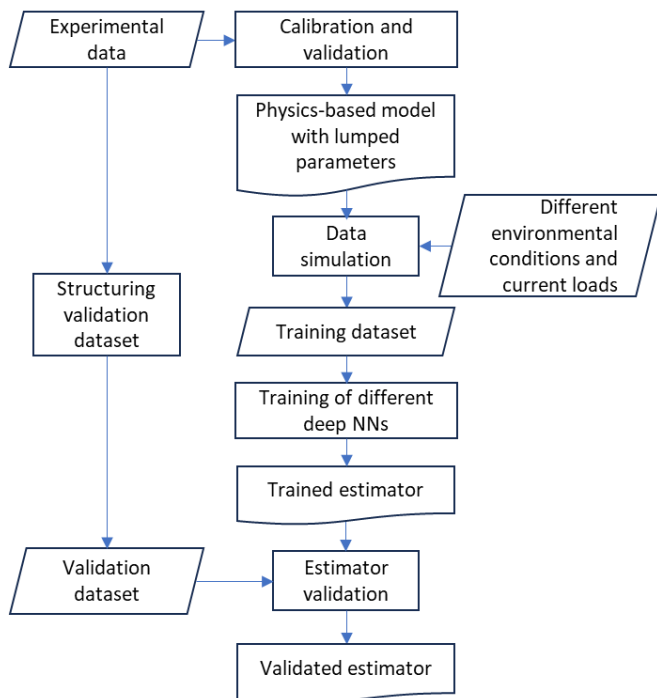 Experimental
data
Calibration and
validation
Physics-based model
with lumped
parameters
Different
environmental
conditions and
current loads
Data
simulation
Structuring
validation
dataset
Training dataset
Training of different
deep NNs
Trained estimator
Validation
dataset
Estimator
validation
Validated estimator